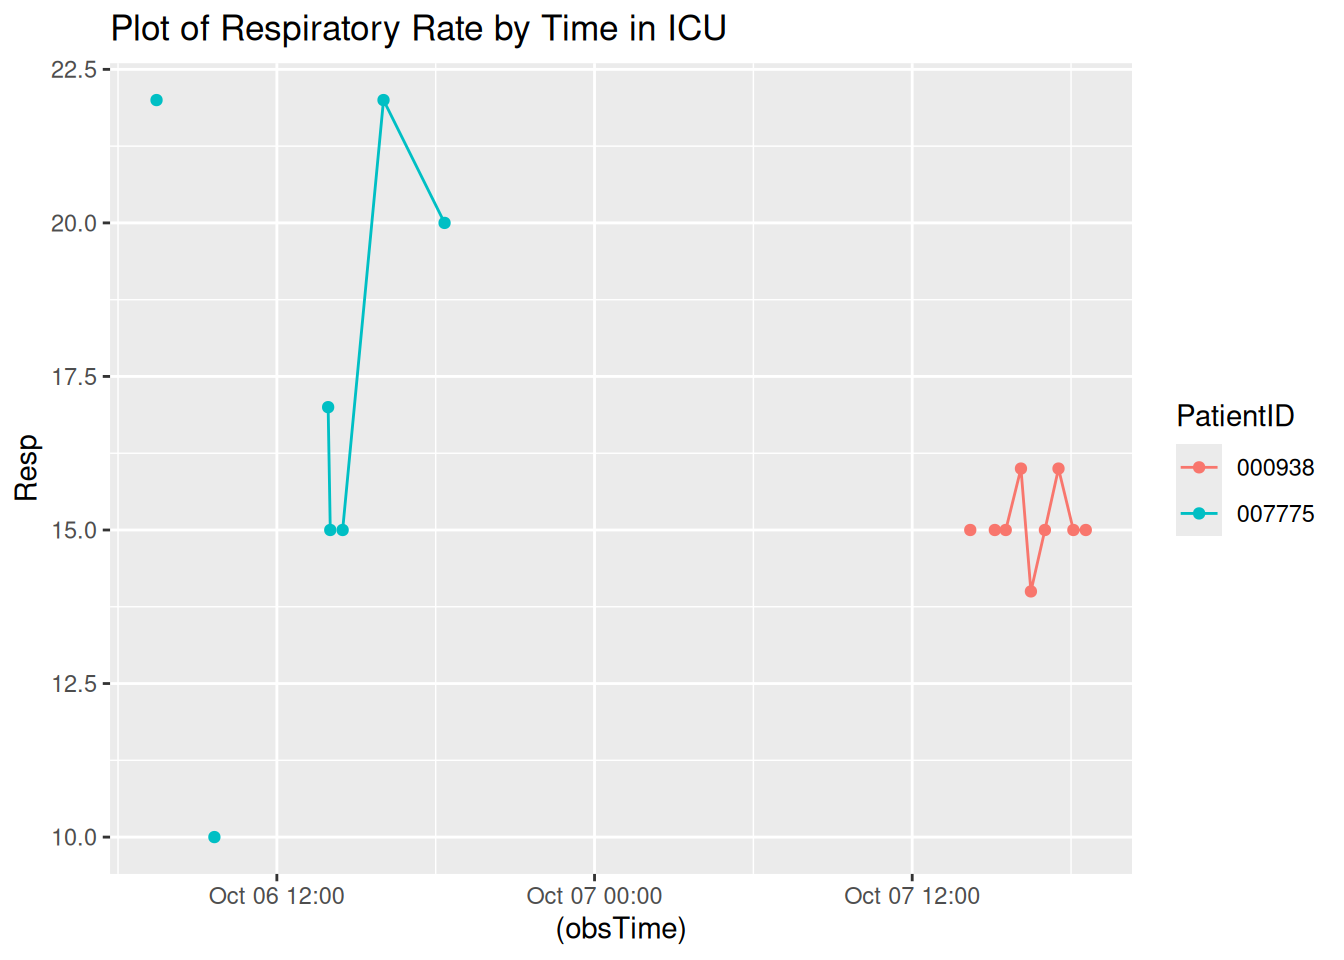 Plot of Respiratory Rate by Time in ICU
22.5
20.0
17.5
15.0
12.5
10.0
Resp
Oct 06 12:00
Oct 07 00:00
Oct 07 12:00
(obsTime)
PatientID
000938
007775